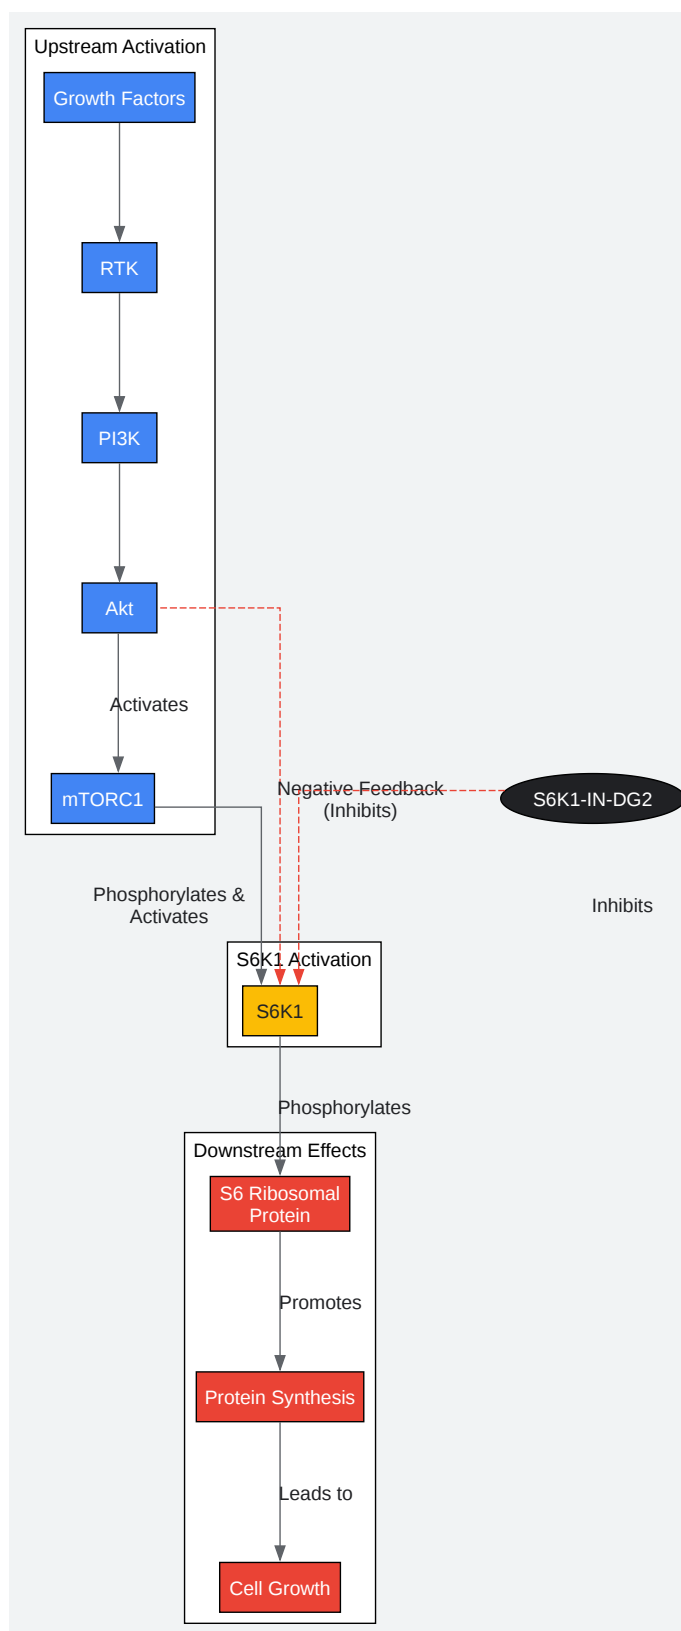 Upstream Activation
Growth Factors
RTK
PI3K
Akt
Activates
mTORC1
Negative Feedback
(Inhibits)
S6K1-IN-DG2
Phosphorylates &
Activates
Inhibits
S6K1 Activation
S6K1
Phosphorylates
Downstream Effects
S6 Ribosomal
Protein
Promotes
Protein Synthesis
Leads to
Cell Growth